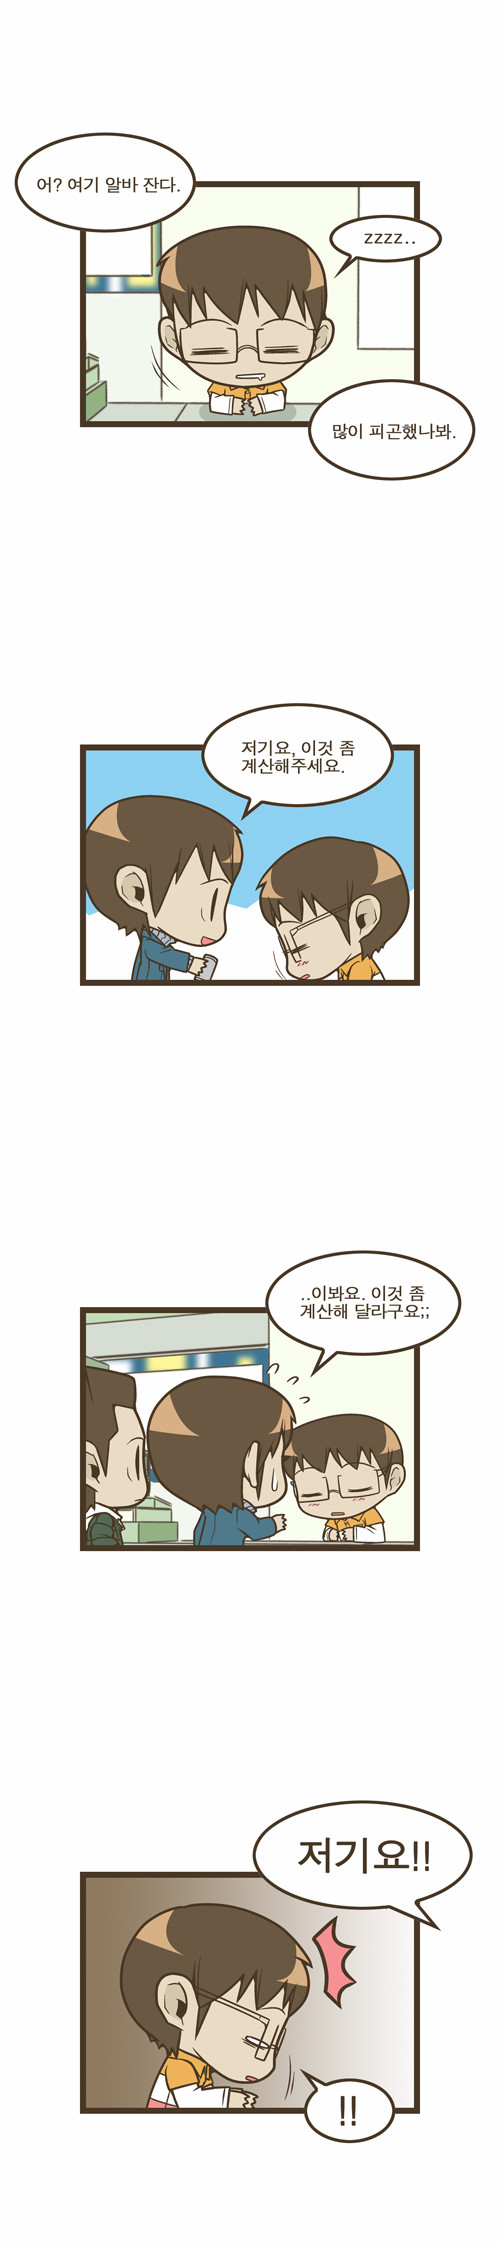 어? 여기 알바 잔다.
zzzz..
많이 피곤했나봐.
저기요, 이것 좀
계산해주세요.
..이봐요. 이것 좀
계산해 달라구요;;
저기요!!
!!